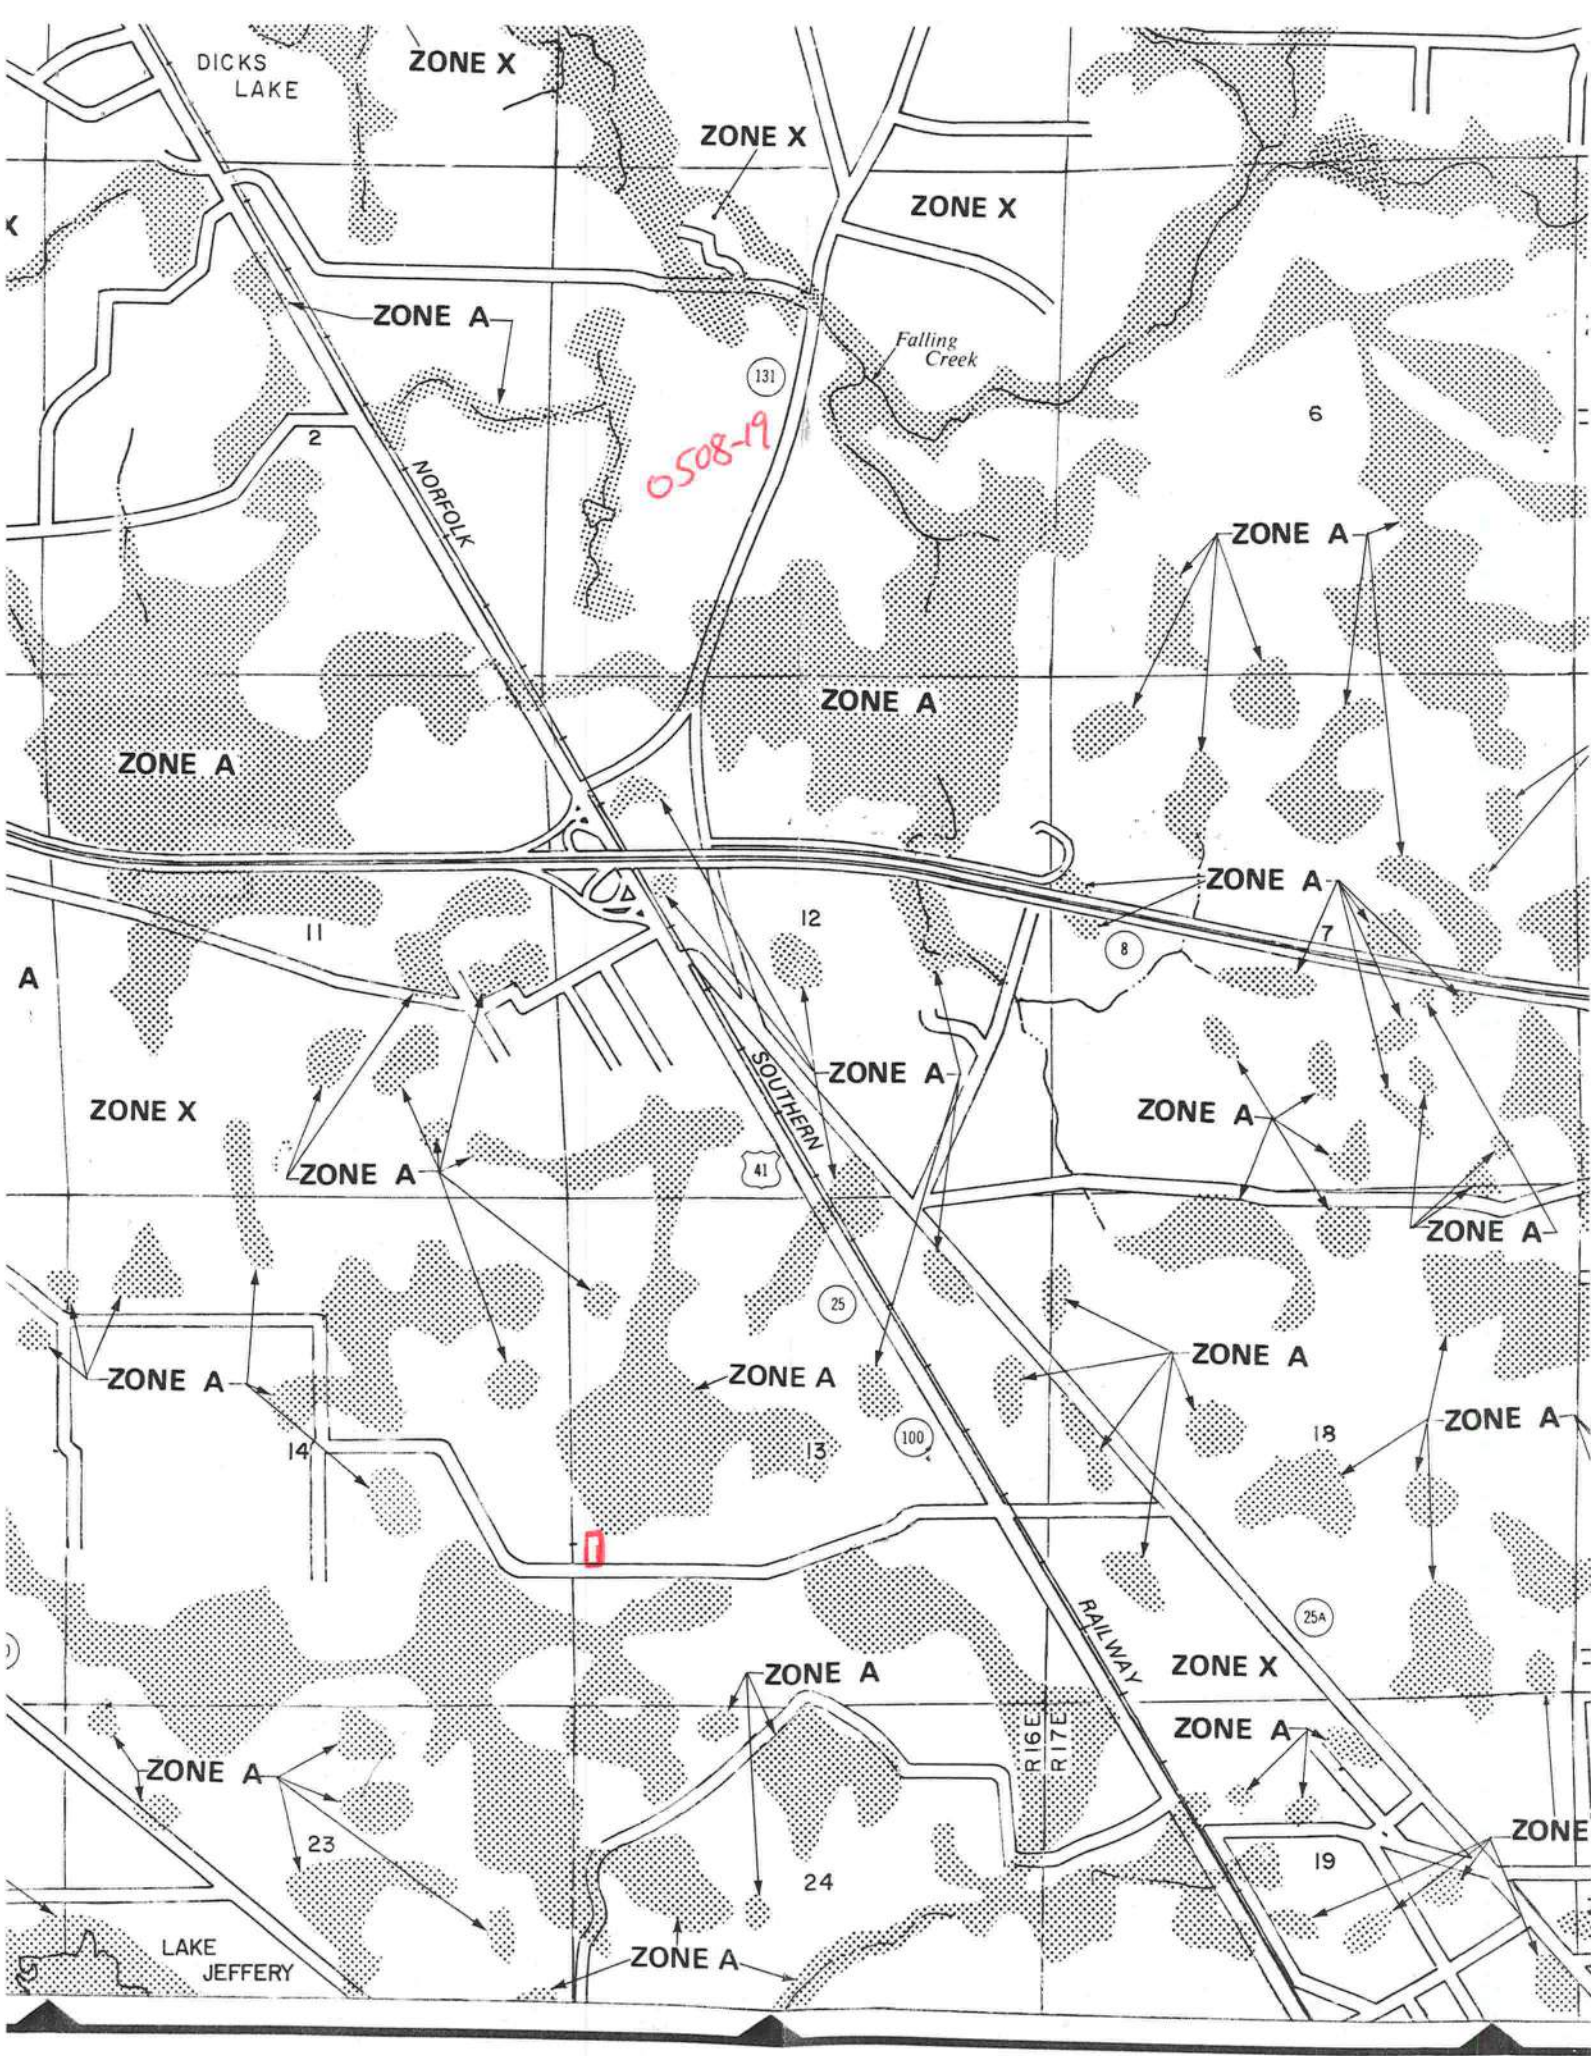 DICKS
LAKE
ZONE X
ZONE X
ZONE X
X
ZONE A
Falling
Creek
131
0508-19
6
2
NORFOLK
ZONE A
ZONE A
ZONE A
ZONE A
11
12
8
7
A
SOUTHERN
ZONE A
ZONE X
ZONE A
ZONE A
41
ZONE A
25
ZONE A
ZONE A
ZONE A
ZONE A
100
14
13
18
25A
RAILWAY
ZONE A
ZONE X
R16E
R17E
ZONE A
ZONE A
23
24
19
ZONE
LAKE
JEFFERY
ZONE A